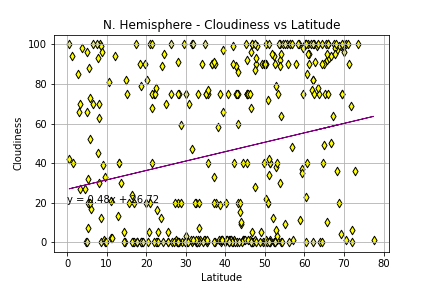 N. Hemisphere - Cloudiness vs Latitude
100
80
60
40
20
0
Cloudiness
y = 0.48x + 26.72
0 10 20 30 40 50 60 70 80
Latitude